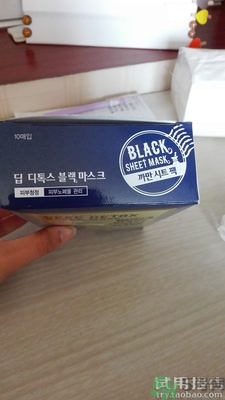 10매입
딥 디톡스 블랙 마스크
피부청정 피부노폐물 관리
BLACK
SHEET MASK
까만 시트 팩
DEEP DETOX
试用报告
try.taobao.com